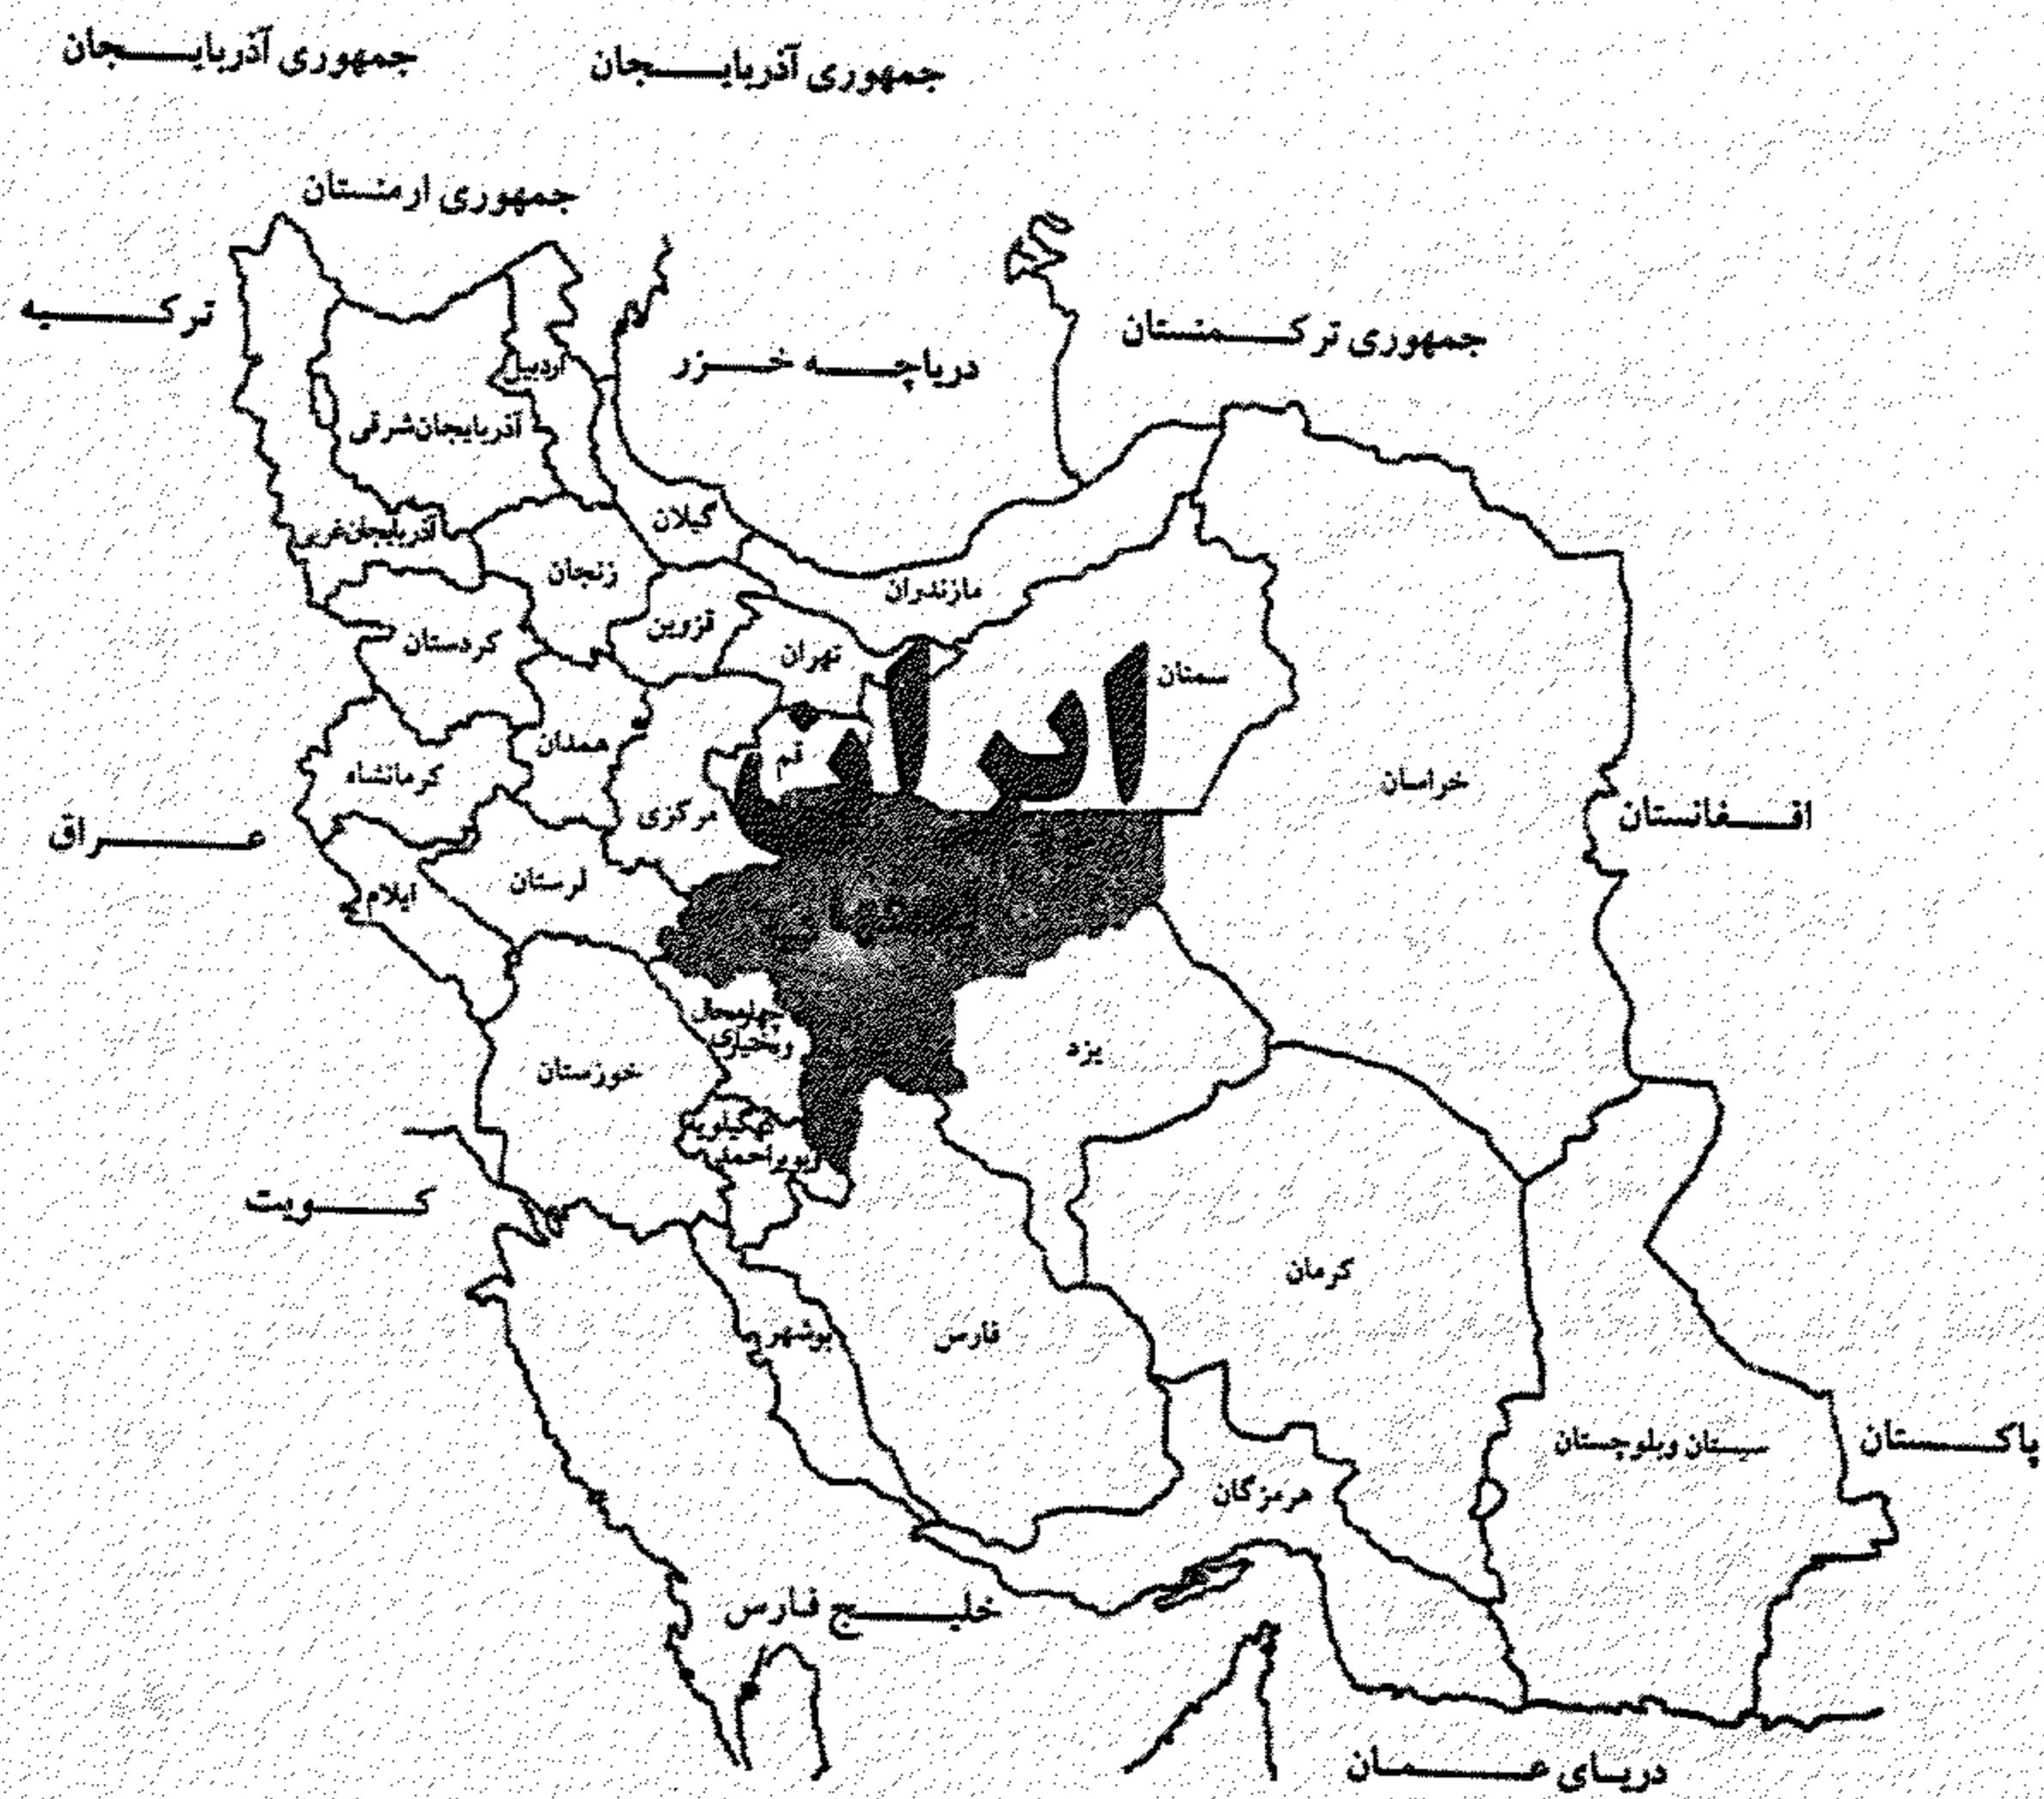 جمهوری آذربایجان
جمهوری آذربایجان
جمهوری ارمنستان
ترکیه
دریاچه خزر
جمهوری ترکمنستان
اردبیل
آذربایجان‌شرقی
آذربایجان‌غربی
گیلان
زنجان
مازندران
کردستان
قزوین
تهران
سمنان
ایران
همدان
قم
کرمانشاه
مرکزی
خراسان
افغانستان
عراق
ایلام
لرستان
چهارمحال
وبختیاری
یزد
خوزستان
کهگیلویه
وبویراحمد
کویت
کرمان
بوشهر
فارس
سیستان وبلوچستان
پاکستان
هرمزگان
خلیج فارس
دریای عمان